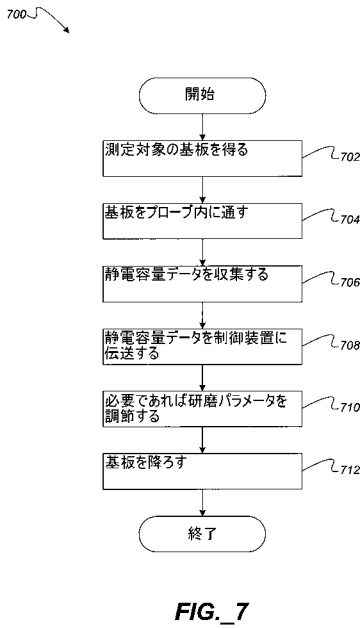 700
開始
測定対象の基板を得る
702
基板をプローブ内に通す
704
静電容量データを収集する
706
静電容量データを制御装置に
伝送する
708
必要であれば研磨パラメータを
調節する
710
基板を降ろす
712
終了
FIG._7